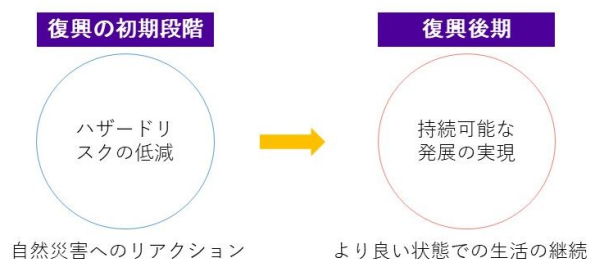 復興の初期段階
復興後期
ハザードリ
スクの低減
持続可能な
発展の実現
自然災害へのリアクション
より良い状態での生活の継続